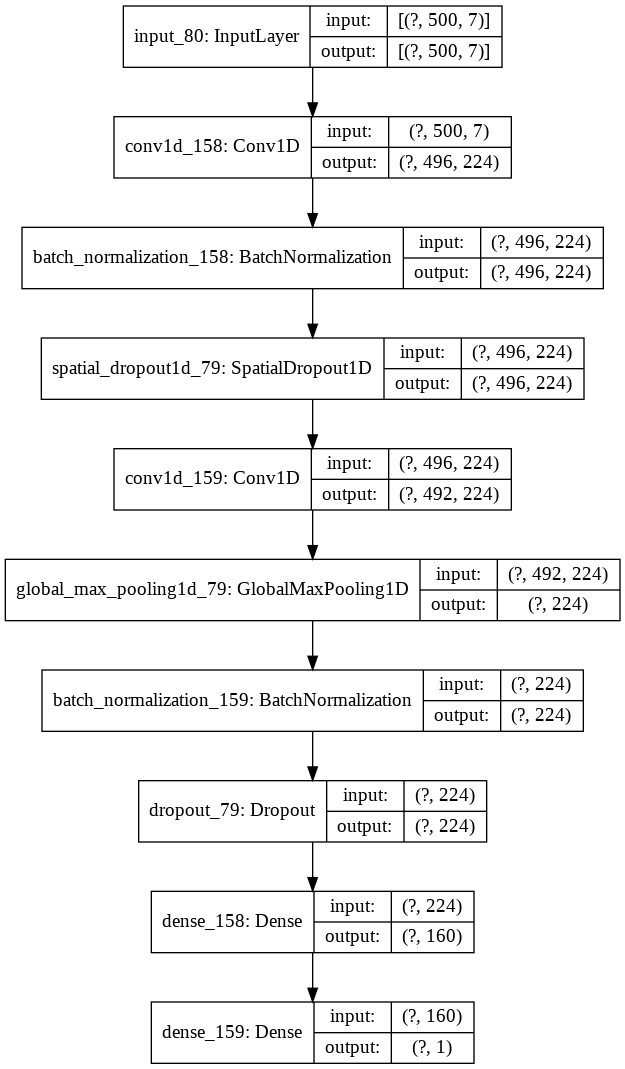 input_80: InputLayer
input: [(?, 500, 7)]
output: [(?, 500, 7)]
conv1d_158: Conv1D
input: (?, 500, 7)
output: (?, 496, 224)
batch_normalization_158: BatchNormalization
input: (?, 496, 224)
output: (?, 496, 224)
spatial_dropout1d_79: SpatialDropout1D
input: (?, 496, 224)
output: (?, 496, 224)
conv1d_159: Conv1D
input: (?, 496, 224)
output: (?, 492, 224)
global_max_pooling1d_79: GlobalMaxPooling1D
input: (?, 492, 224)
output: (?, 224)
batch_normalization_159: BatchNormalization
input: (?, 224)
output: (?, 224)
dropout_79: Dropout
input: (?, 224)
output: (?, 224)
dense_158: Dense
input: (?, 224)
output: (?, 160)
dense_159: Dense
input: (?, 160)
output: (?, 1)